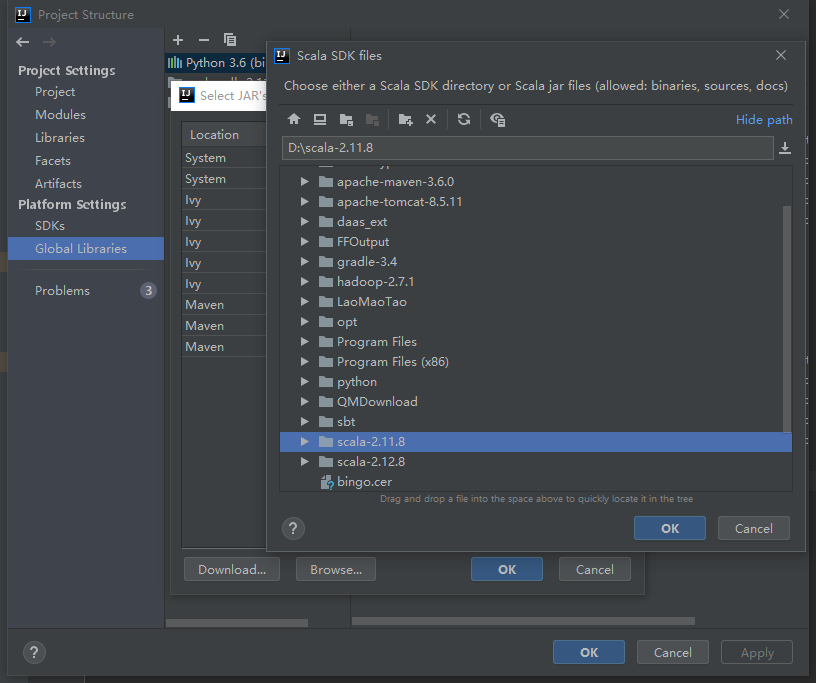 Project Structure
Project Settings
Project
Modules
Libraries
Facets
Artifacts
Platform Settings
SDKs
Global Libraries
Problems
3
Python 3.6 (bi
Select JAR's
Location
System
System
Ivy
Ivy
Ivy
Ivy
Ivy
Maven
Maven
Maven
Download...
Browse...
OK
Cancel
Scala SDK files
Choose either a Scala SDK directory or Scala jar files (allowed: binaries, sources, docs)
Hide path
D:\scala-2.11.8
apache-maven-3.6.0
apache-tomcat-8.5.11
daas_ext
FFOutput
gradle-3.4
hadoop-2.7.1
LaoMaoTao
opt
Program Files
Program Files (x86)
python
QMDownload
sbt
scala-2.11.8
scala-2.12.8
bingo.cer
Drag and drop a file into the space above to quickly locate it in the tree
?
OK
Cancel
?
OK
Cancel
Apply